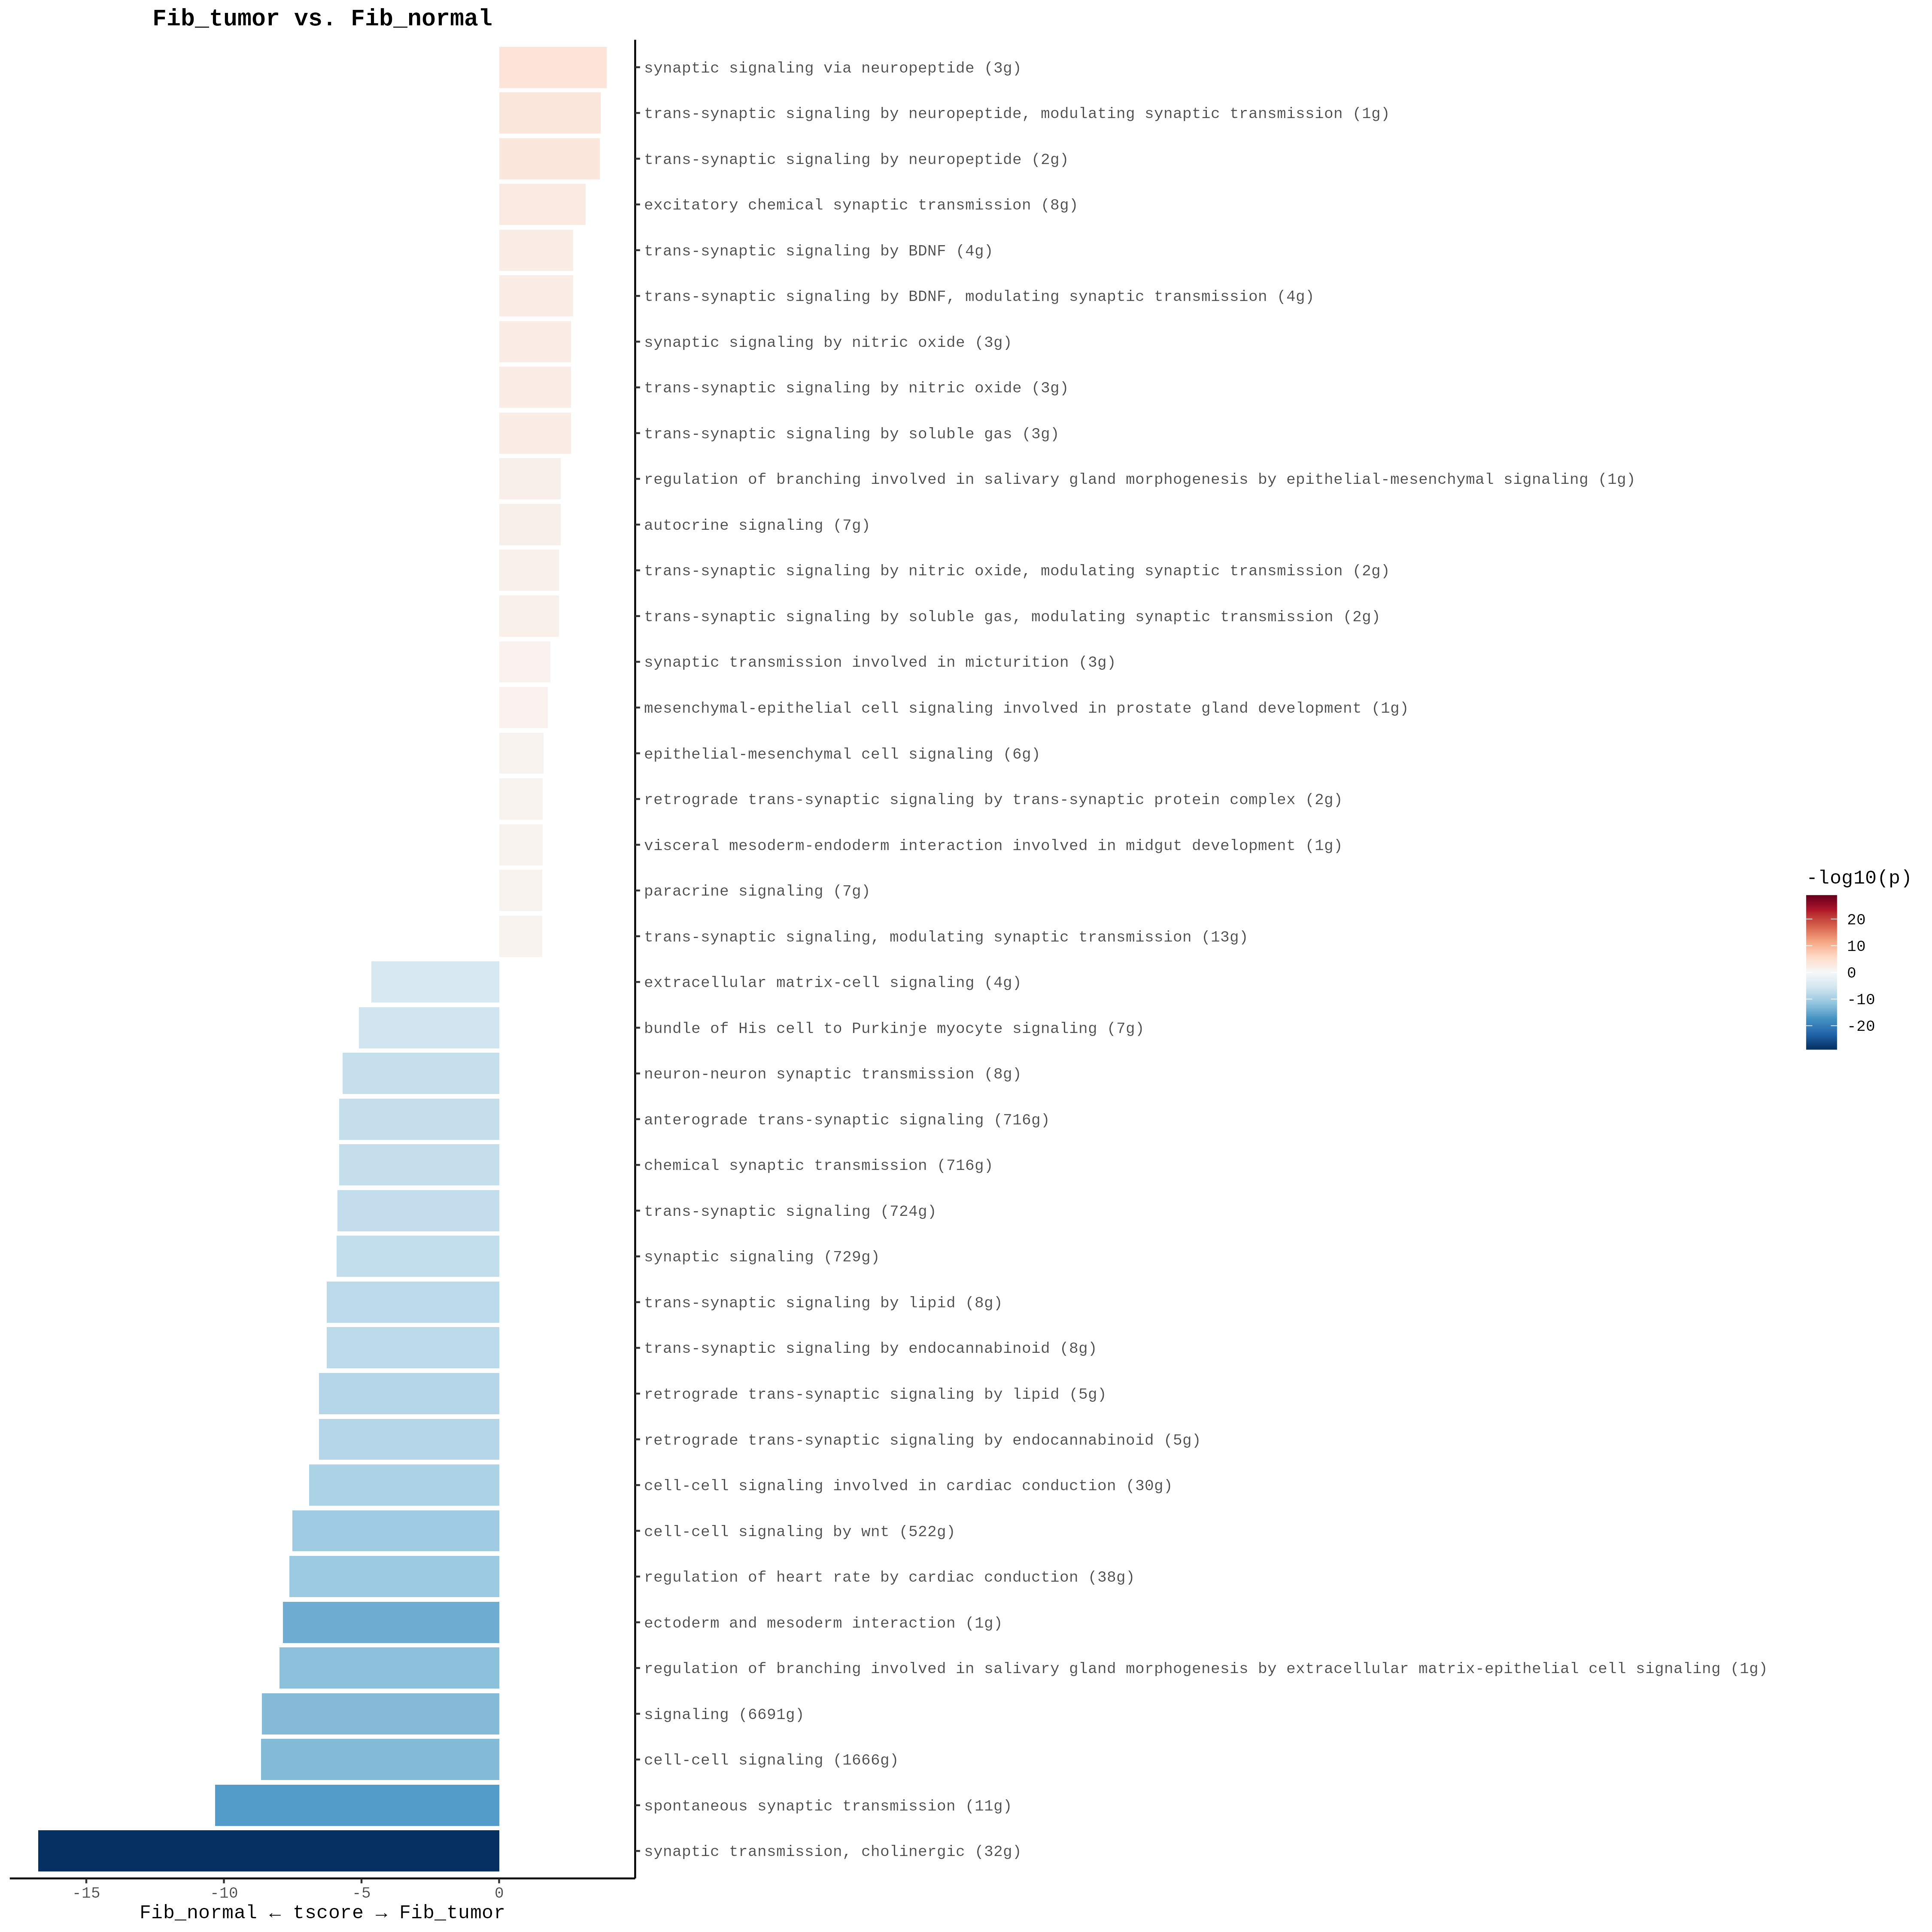 Fib_tumor vs. Fib_normal
synaptic signaling via neuropeptide (3g)
trans-synaptic signaling by neuropeptide, modulating synaptic transmission (1g)
trans-synaptic signaling by neuropeptide (2g)
excitatory chemical synaptic transmission (8g)
trans-synaptic signaling by BDNF (4g)
trans-synaptic signaling by BDNF, modulating synaptic transmission (4g)
synaptic signaling by nitric oxide (3g)
trans-synaptic signaling by nitric oxide (3g)
trans-synaptic signaling by soluble gas (3g)
regulation of branching involved in salivary gland morphogenesis by epithelial-mesenchymal signaling (1g)
autocrine signaling (7g)
trans-synaptic signaling by nitric oxide, modulating synaptic transmission (2g)
trans-synaptic signaling by soluble gas, modulating synaptic transmission (2g)
synaptic transmission involved in micturition (3g)
mesenchymal-epithelial cell signaling involved in prostate gland development (1g)
epithelial-mesenchymal cell signaling (6g)
retrograde trans-synaptic signaling by trans-synaptic protein complex (2g)
visceral mesoderm-endoderm interaction involved in midgut development (1g)
paracrine signaling (7g)
trans-synaptic signaling, modulating synaptic transmission (13g)
extracellular matrix-cell signaling (4g)
bundle of His cell to Purkinje myocyte signaling (7g)
neuron-neuron synaptic transmission (8g)
anterograde trans-synaptic signaling (716g)
chemical synaptic transmission (716g)
trans-synaptic signaling (724g)
synaptic signaling (729g)
trans-synaptic signaling by lipid (8g)
trans-synaptic signaling by endocannabinoid (8g)
retrograde trans-synaptic signaling by lipid (5g)
retrograde trans-synaptic signaling by endocannabinoid (5g)
cell-cell signaling involved in cardiac conduction (30g)
cell-cell signaling by wnt (522g)
regulation of heart rate by cardiac conduction (38g)
ectoderm and mesoderm interaction (1g)
regulation of branching involved in salivary gland morphogenesis by extracellular matrix-epithelial cell signaling (1g)
signaling (6691g)
cell-cell signaling (1666g)
spontaneous synaptic transmission (11g)
synaptic transmission, cholinergic (32g)
-15 -10 -5 0
Fib_normal ← tscore → Fib_tumor
-log10(p)
20
10
0
-10
-20